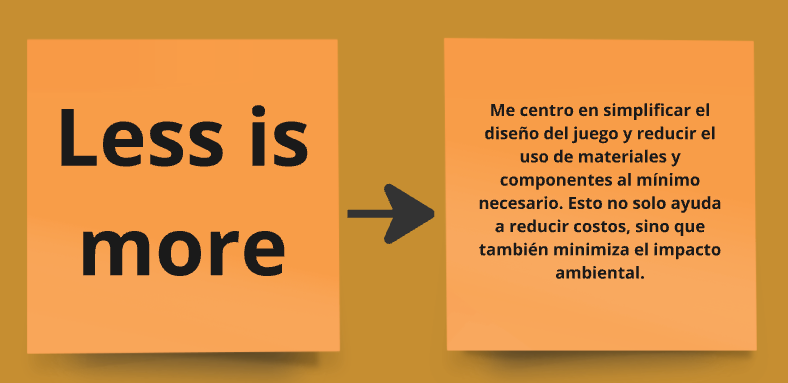 Less is
more
Me centro en simplificar el
diseño del juego y reducir el
uso de materiales y
componentes al mínimo
necesario. Esto no solo ayuda
a reducir costos, sino que
también minimiza el impacto
ambiental.